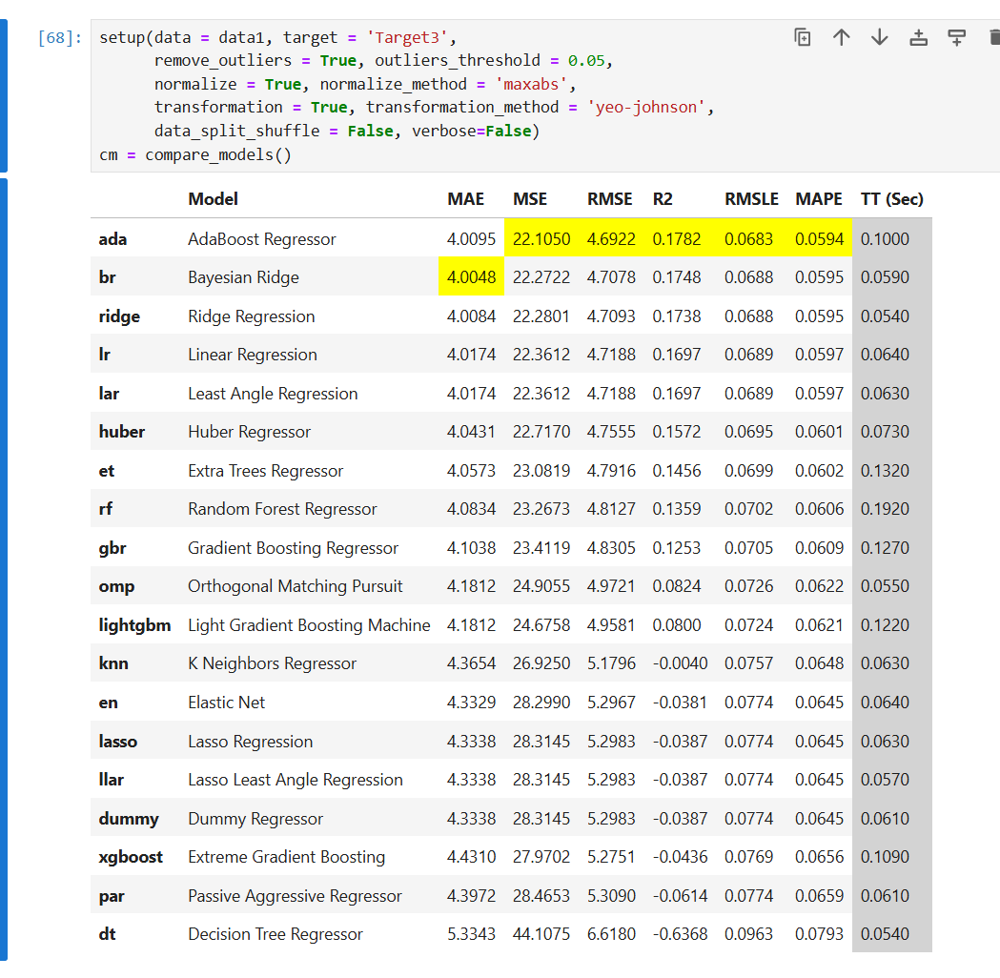 [68]: setup(data = data1, target = 'Target3',
remove_outliers = True, outliers_threshold = 0.05,
normalize = True, normalize_method = 'maxabs',
transformation = True, transformation_method = 'yeo-johnson',
data_split_shuffle = False, verbose=False)
cm = compare_models()
Model MAE MSE RMSE R2 RMSLE MAPE TT (Sec)
ada AdaBoost Regressor 4.0095 22.1050 4.6922 0.1782 0.0683 0.0594 0.1000
br Bayesian Ridge 4.0048 22.2722 4.7078 0.1748 0.0688 0.0595 0.0590
ridge Ridge Regression 4.0084 22.2801 4.7093 0.1738 0.0688 0.0595 0.0540
lr Linear Regression 4.0174 22.3612 4.7188 0.1697 0.0689 0.0597 0.0640
lar Least Angle Regression 4.0174 22.3612 4.7188 0.1697 0.0689 0.0597 0.0630
huber Huber Regressor 4.0431 22.7170 4.7555 0.1572 0.0695 0.0601 0.0730
et Extra Trees Regressor 4.0573 23.0819 4.7916 0.1456 0.0699 0.0602 0.1320
rf Random Forest Regressor 4.0834 23.2673 4.8127 0.1359 0.0702 0.0606 0.1920
gbr Gradient Boosting Regressor 4.1038 23.4119 4.8305 0.1253 0.0705 0.0609 0.1270
omp Orthogonal Matching Pursuit 4.1812 24.9055 4.9721 0.0824 0.0726 0.0622 0.0550
lightgbm Light Gradient Boosting Machine 4.1812 24.6758 4.9581 0.0800 0.0724 0.0621 0.1220
knn K Neighbors Regressor 4.3654 26.9250 5.1796 -0.0040 0.0757 0.0648 0.0630
en Elastic Net 4.3329 28.2990 5.2967 -0.0381 0.0774 0.0645 0.0640
lasso Lasso Regression 4.3338 28.3145 5.2983 -0.0387 0.0774 0.0645 0.0630
llar Lasso Least Angle Regression 4.3338 28.3145 5.2983 -0.0387 0.0774 0.0645 0.0570
dummy Dummy Regressor 4.3338 28.3145 5.2983 -0.0387 0.0774 0.0645 0.0610
xgboost Extreme Gradient Boosting 4.4310 27.9702 5.2751 -0.0436 0.0769 0.0656 0.1090
par Passive Aggressive Regressor 4.3972 28.4653 5.3090 -0.0614 0.0774 0.0659 0.0610
dt Decision Tree Regressor 5.3343 44.1075 6.6180 -0.6368 0.0963 0.0793 0.0540